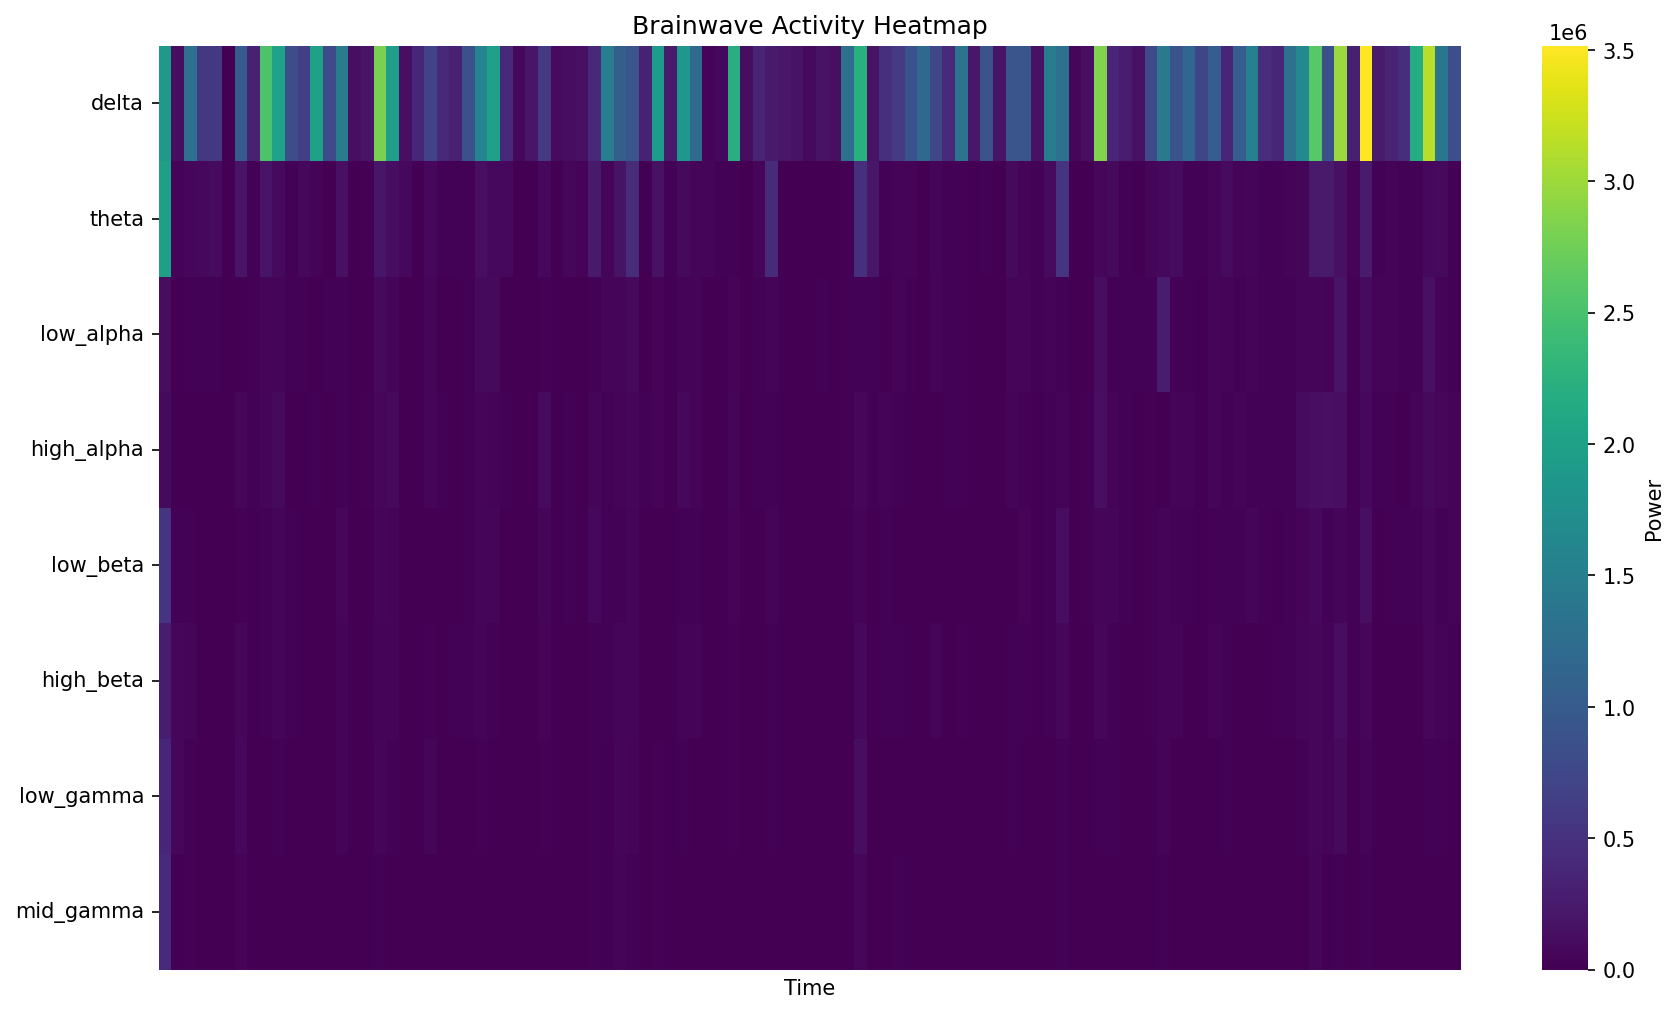 Brainwave Activity Heatmap
1e6
delta
theta
low_alpha
high_alpha
low_beta
high_beta
low_gamma
mid_gamma
Time
3.5
3.0
2.5
2.0
1.5
1.0
0.5
0.0
Power